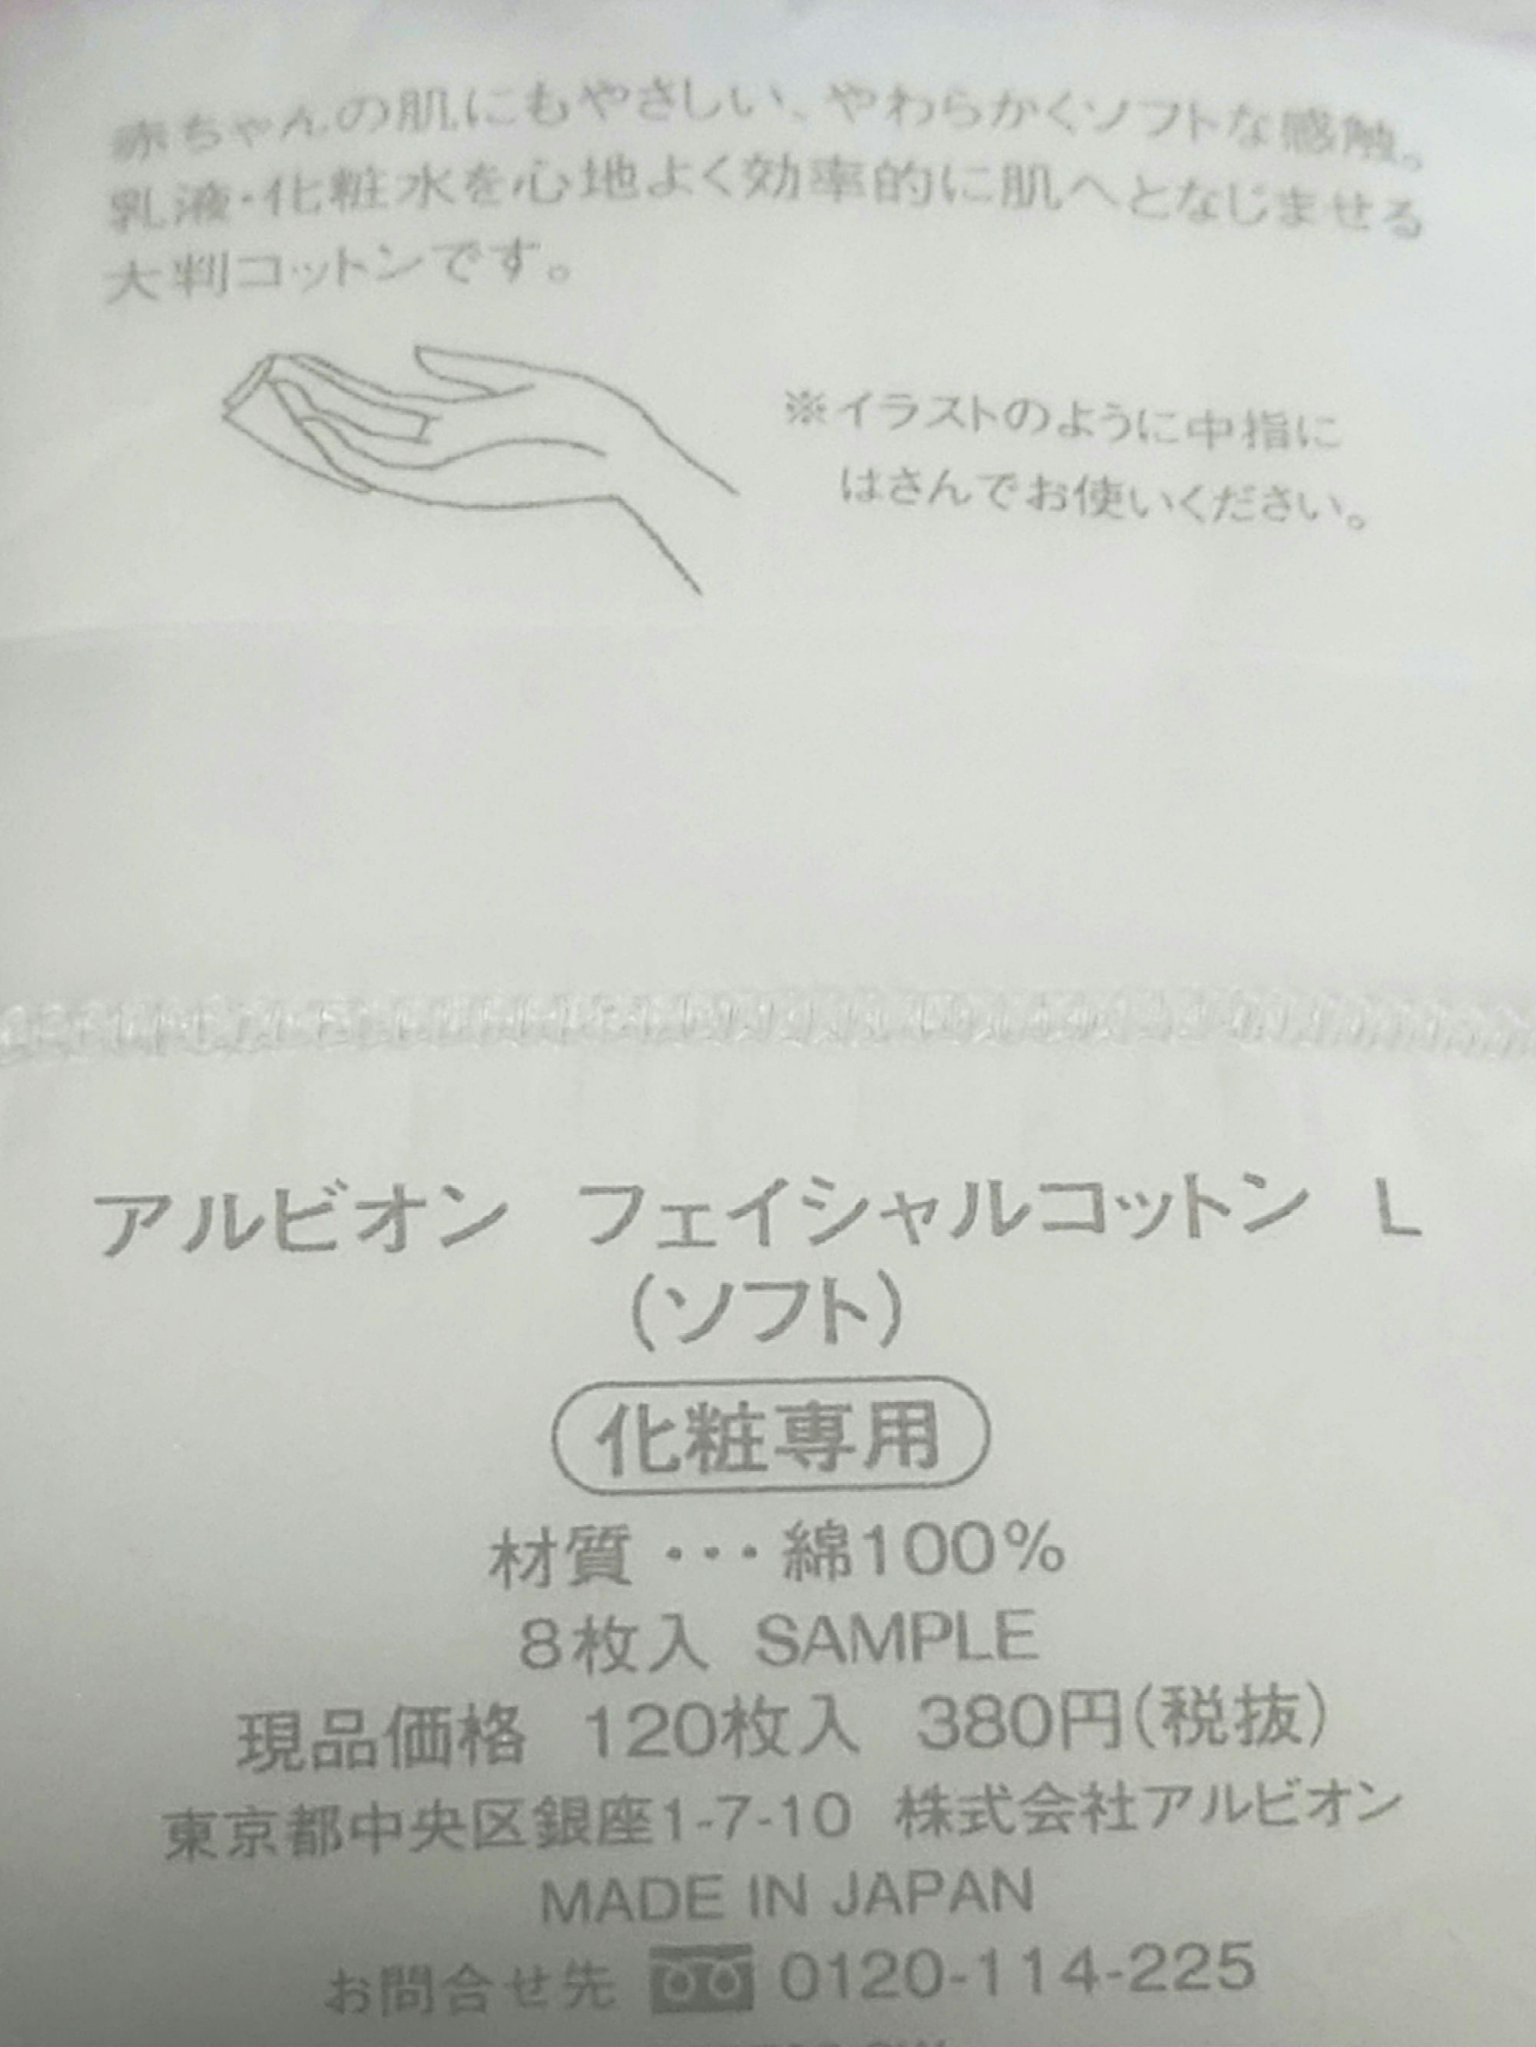 赤ちゃんの肌にもやさしい、やわらかくソフトな感触。
乳液・化粧水を心地よく効率的に肌へとなじませる
大判コットンです。
※イラストのように中指に
はさんでお使いください。
アルビオン フェイシャルコットン L
(ソフト)
化粧専用
材質・・・綿100%
8枚入 SAMPLE
現品価格 120枚入 380円(税抜)
東京都中央区銀座1-7-10 株式会社アルビオン
MADE IN JAPAN
お問合せ先 0120-114-225